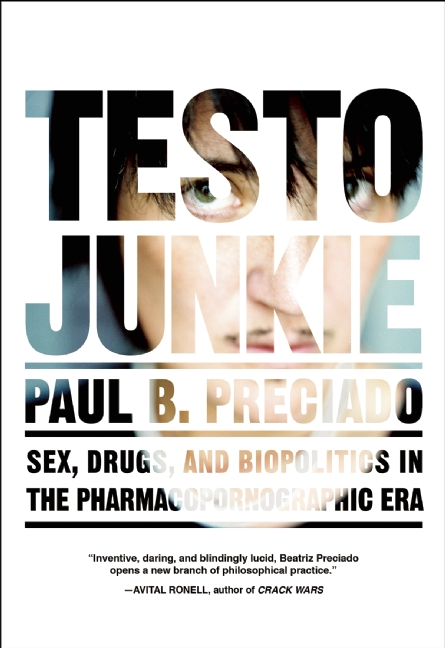 TESTO
JUNKIE
PAUL B. PRECIADO
SEX, DRUGS, AND BIOPOLITICS IN
THE PHARMACOPORNOGRAPHIC ERA
“Inventive, daring, and blindingly lucid, Beatriz Preciado
opens a new branch of philosophical practice.”
—AVITAL RONELL, author of CRACK WARS